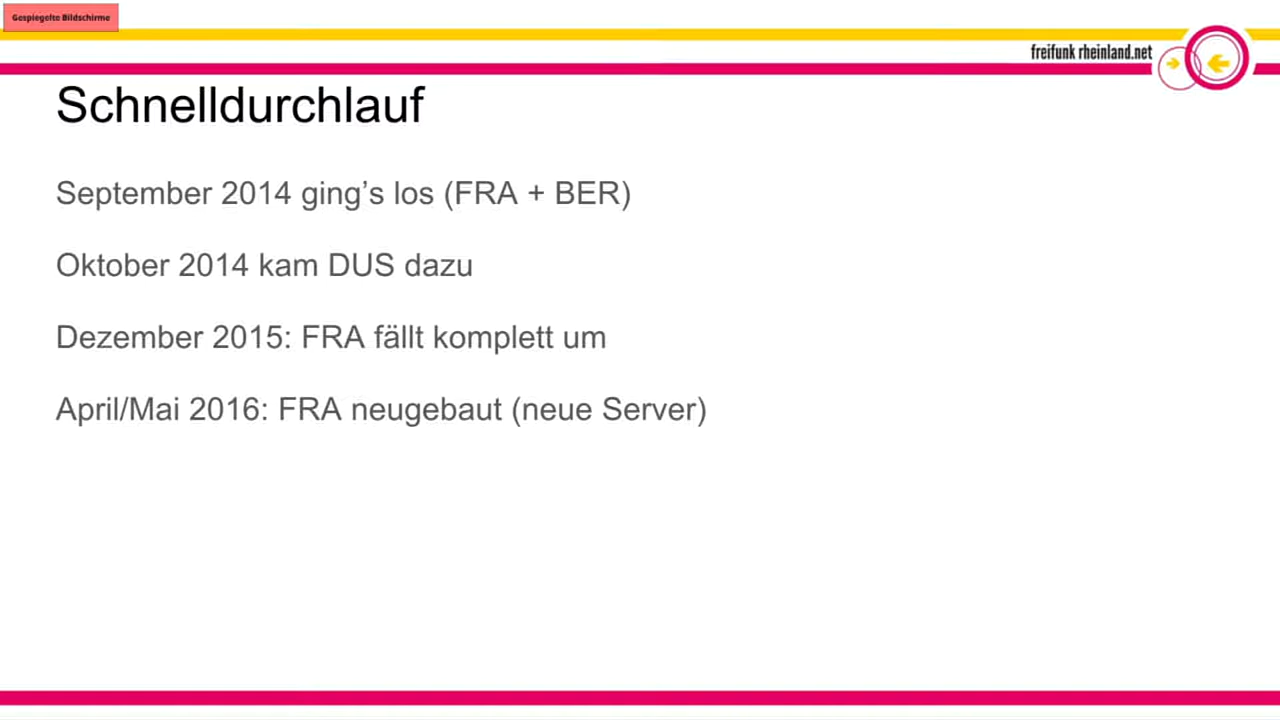 Gespiegelte Bildschirme
freifunk rheinland.net
Schnelldurchlauf
September 2014 ging’s los (FRA + BER)
Oktober 2014 kam DUS dazu
Dezember 2015: FRA fällt komplett um
April/Mai 2016: FRA neugebaut (neue Server)